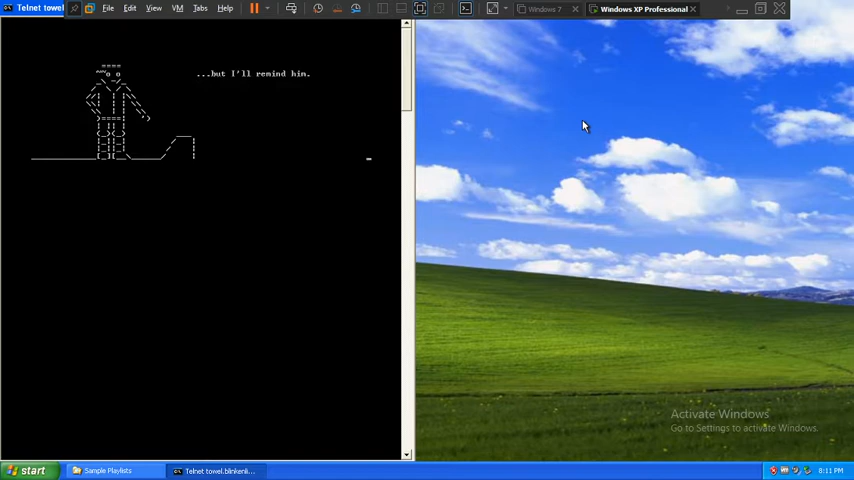 Telnet towel
File Edit View VM Tabs Help
Windows 7
Windows XP Professional
...but I'll remind him.
Activate Windows
Go to Settings to activate Windows.
start
Sample Playlists
Telnet towel.blinkenli...
8:11 PM